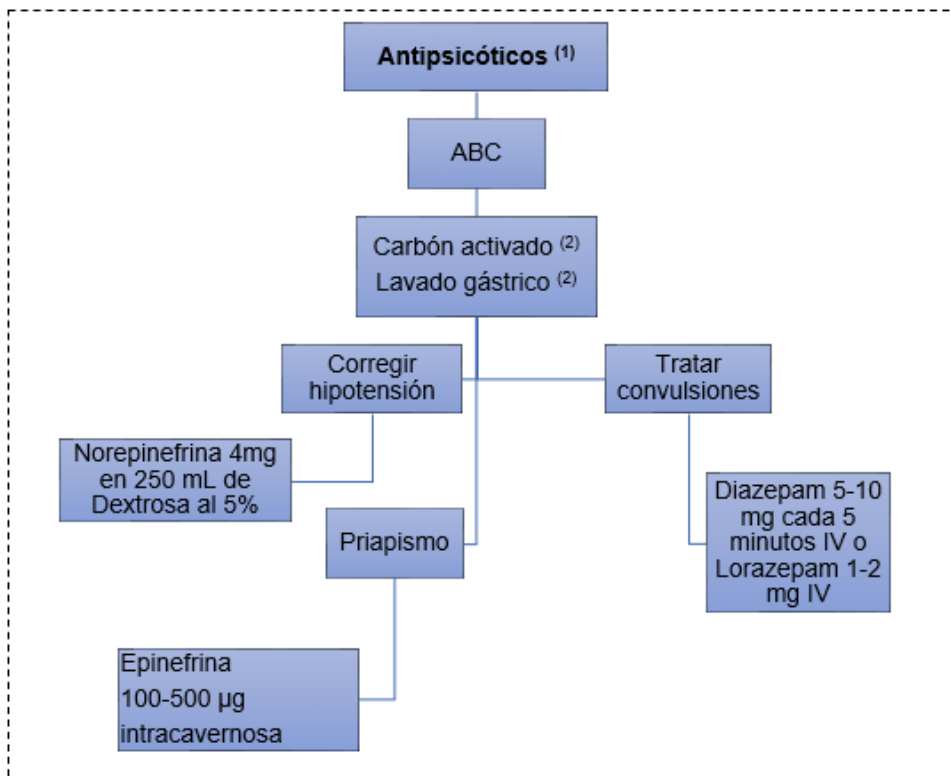 Antipsicóticos (1)
ABC
Carbón activado (2)
Lavado gástrico (2)
Corregir
hipotensión
Tratar
convulsiones
Norepinefrina 4mg
en 250 mL de
Dextrosa al 5%
Priapismo
Diazepam 5-10
mg cada 5
minutos IV o
Lorazepam 1-2
mg IV
Epinefrina
100-500 µg
intracavernosa